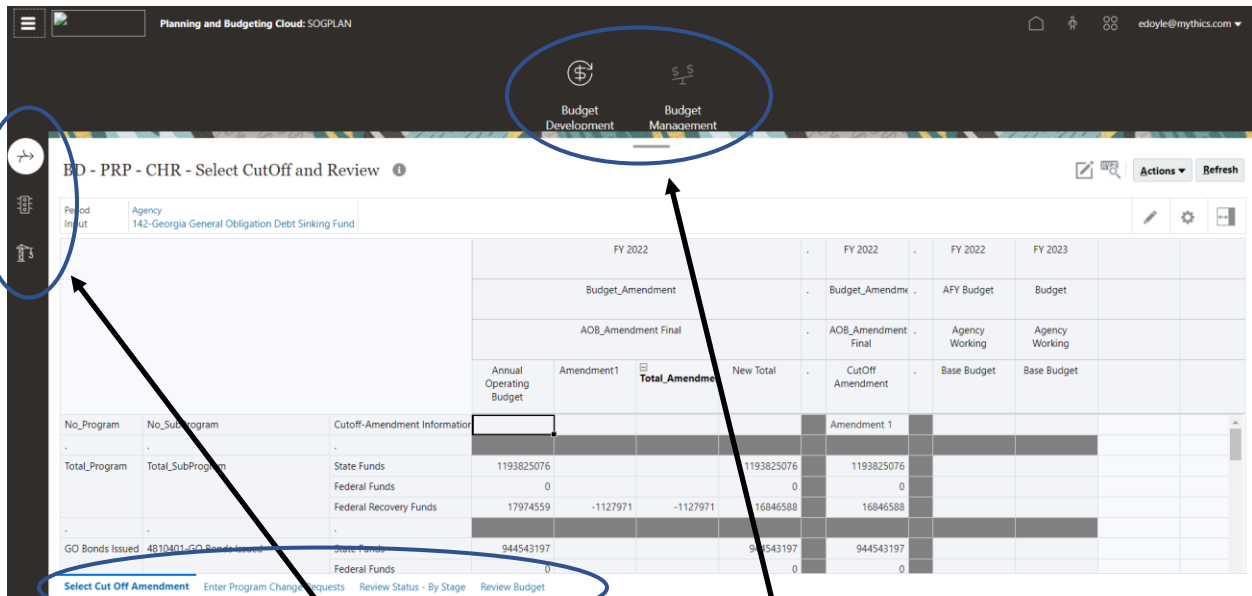 Planning and Budgeting Cloud: SOGPLAN edoyle@mythics.com
Budget Development Budget Management
BD - PRP - CHR - Select CutOff and Review Actions Refresh
Period Agency
Input 142-Georgia General Obligation Debt Sinking Fund
FY 2022 . FY 2022 . FY 2022 FY 2023
Budget_Amendment . Budget_Amendme . AFY Budget Budget
AOB_Amendment Final . AOB_Amendment Final . Agency Working Agency Working
Annual Operating Budget Amendment1 Total_Amendme New Total . CutOff Amendment . Base Budget Base Budget
No_Program No_SubProgram Cutoff-Amendment Information Amendment 1
. . .
Total_Program Total_SubProgram State Funds 1193825076 1193825076 1193825076
Federal Funds 0 0 0
Federal Recovery Funds 17974559 -1127971 -1127971 16846588 16846588
. . .
GO Bonds Issued 4810401-GO Bonds Issued State Funds 944543197 944543197 944543197
Federal Funds 0 0 0
Select Cut Off Amendment Enter Program Change Requests Review Status - By Stage Review Budget